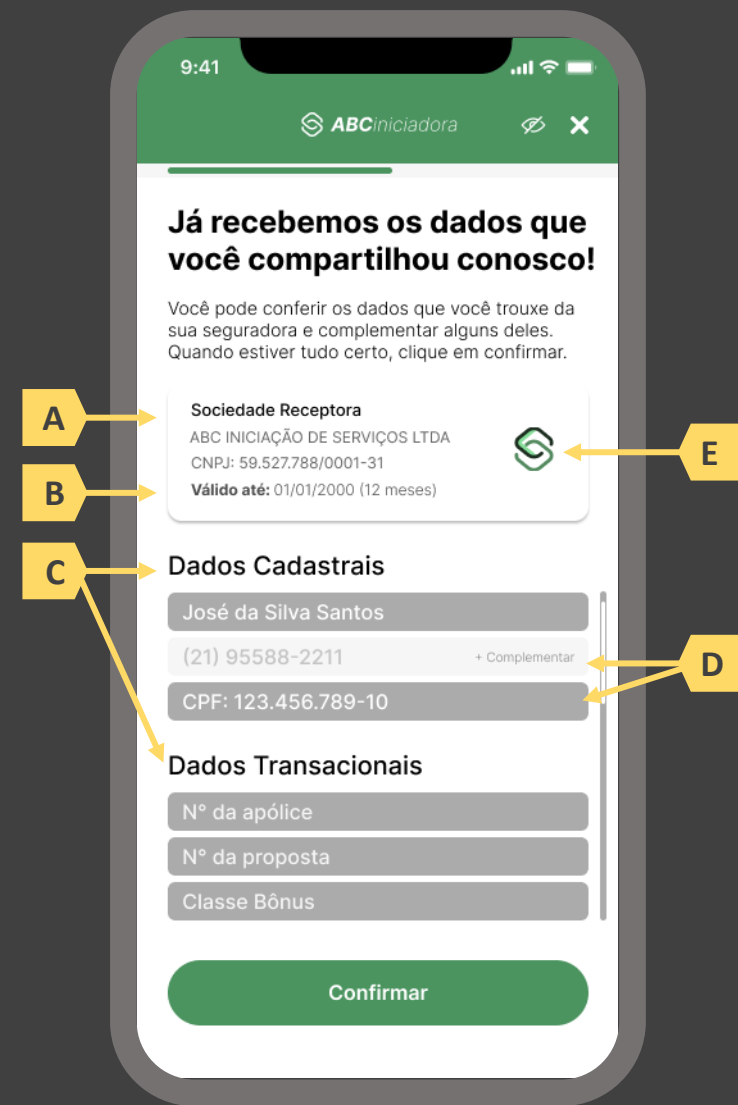 9:41
ABCiniciadora
Já recebemos os dados que
você compartilhou conosco!
Você pode conferir os dados que você trouxe da
sua seguradora e complementar alguns deles.
Quando estiver tudo certo, clique em confirmar.
A
Sociedade Receptora
ABC INICIAÇÃO DE SERVIÇOS LTDA
E
CNPJ: 59.527.788/0001-31
B
Válido até: 01/01/2000 (12 meses)
C
Dados Cadastrais
José da Silva Santos
(21) 95588-2211 + Complementar
D
CPF: 123.456.789-10
Dados Transacionais
N° da apólice
N° da proposta
Classe Bônus
Confirmar